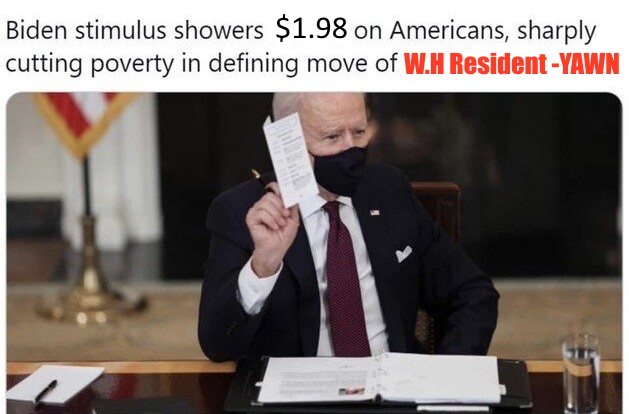 Biden stimulus showers $1.98 on Americans, sharply
cutting poverty in defining move of W.H Resident -YAWN